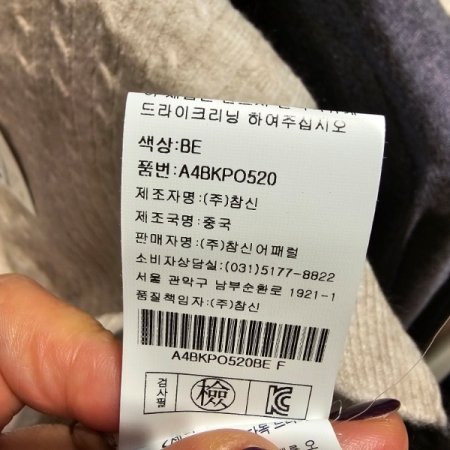 드라이크리닝 하여주십시오
색상:BE
품번:A4BKPO520
제조자명:(주)참신
제조국명:중국
판매자명:(주)참신어패럴
소비자상담실:(031)5177-8822
서울 관악구 남부순환로 1921-1
품질책임자:(주)참신
A4BKPO520BE F
검사필
檢
KC